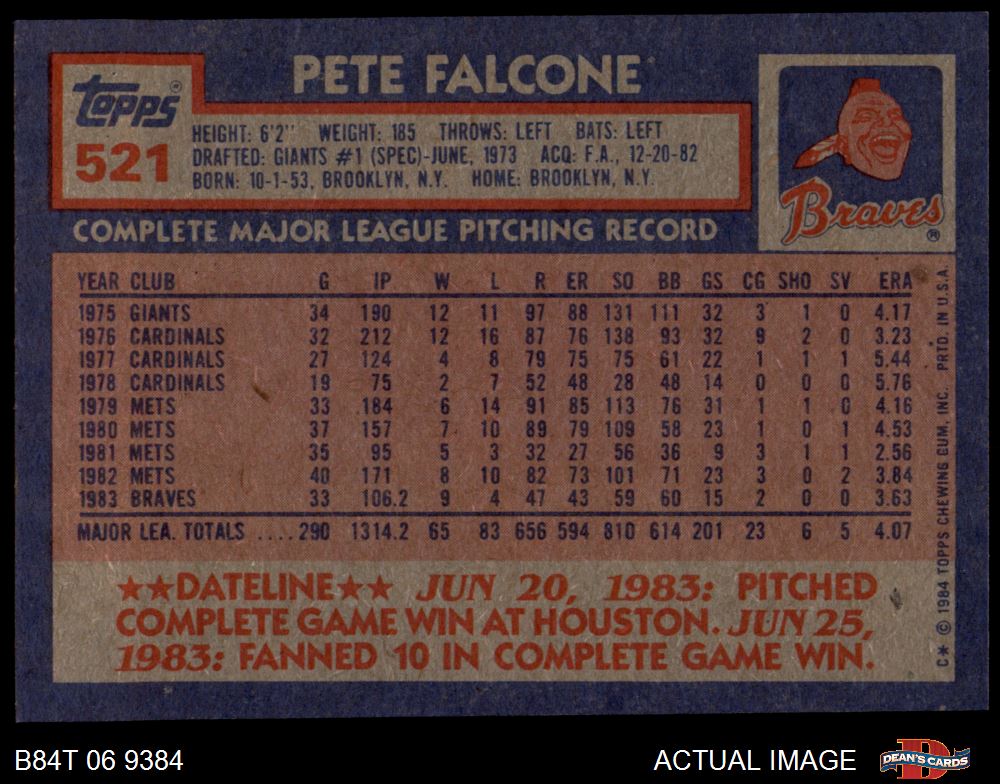 PETE FALCONE
Topps®
521
HEIGHT: 6'2" WEIGHT: 185 THROWS: LEFT BATS: LEFT
DRAFTED: GIANTS #1 (SPEC)-JUNE, 1973 ACQ: F.A., 12-20-82
BORN: 10-1-53, BROOKLYN, N.Y. HOME: BROOKLYN, N.Y.
Braves®
COMPLETE MAJOR LEAGUE PITCHING RECORD
YEAR CLUB G IP W L R ER SO BB GS CG SHO SV ERA
1975 GIANTS 34 190 12 11 97 88 131 111 32 3 1 0 4.17
1976 CARDINALS 32 212 12 16 87 76 138 93 32 9 2 0 3.23
1977 CARDINALS 27 124 4 8 79 75 75 61 22 1 1 1 5.44
1978 CARDINALS 19 75 2 7 52 48 28 48 14 0 0 0 5.76
1979 METS 33 184 6 14 91 85 113 76 31 1 1 0 4.16
1980 METS 37 157 7 10 89 79 109 58 23 1 0 1 4.53
1981 METS 35 95 5 3 32 27 56 36 9 3 1 1 2.56
1982 METS 40 171 8 10 82 73 101 71 23 3 0 2 3.84
1983 BRAVES 33 106.2 9 4 47 43 59 60 15 2 0 0 3.63
MAJOR LEA. TOTALS .... 290 1314.2 65 83 656 594 810 614 201 23 6 5 4.07
★★DATELINE★★ JUN 20, 1983: PITCHED
COMPLETE GAME WIN AT HOUSTON. JUN 25,
1983: FANNED 10 IN COMPLETE GAME WIN.
C* © 1984 TOPPS CHEWING GUM, INC. PRTD. IN U.S.A.
B84T 06 9384
ACTUAL IMAGE
DEAN'S CARDS